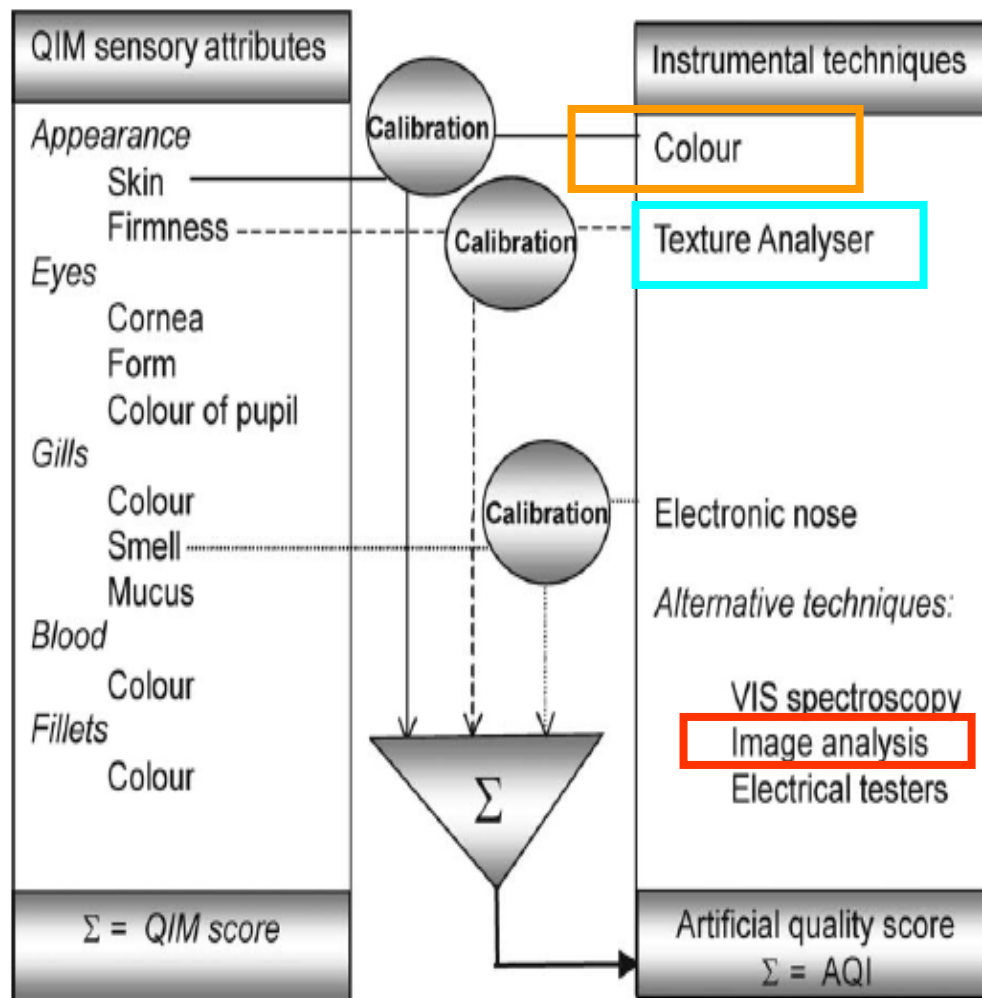 QIM sensory attributes
Appearance
Skin
Firmness
Eyes
Cornea
Form
Colour of pupil
Gills
Colour
Smell
Mucus
Blood
Colour
Fillets
Colour
Σ = QIM score
Calibration
Calibration
Calibration
Σ
Instrumental techniques
Colour
Texture Analyser
Electronic nose
Alternative techniques:
VIS spectroscopy
Image analysis
Electrical testers
Artificial quality score
Σ = AQI